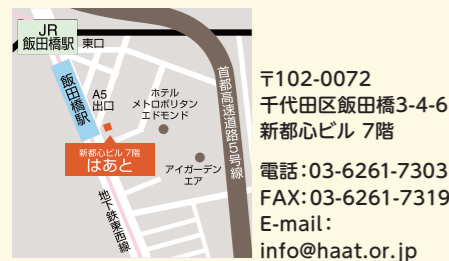 JR
飯田橋駅
東口
飯田橋駅
A5
出口
ホテル
メトロポリタン
エドモンド
首都高速道路5号線
新都心ビル 7階
はあと
アイガーデン
エア
地下鉄東西線
〒102-0072
千代田区飯田橋3-4-6
新都心ビル 7階
電話:03-6261-7303
FAX:03-6261-7319
E-mail:
info@haat.or.jp